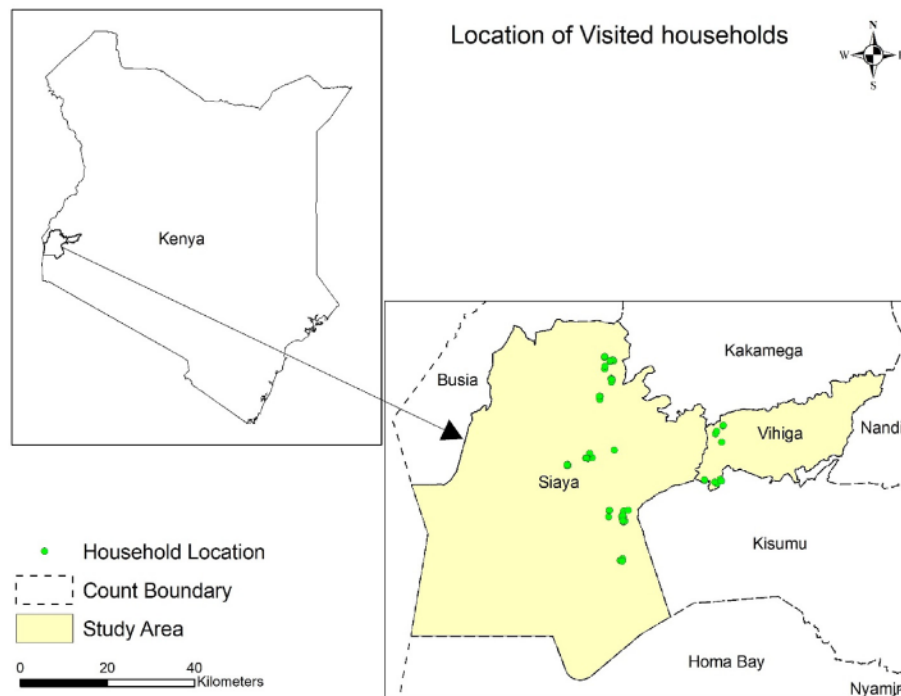 Location of Visited households
N
W
E
S
Kenya
Kakamega
Busia
Vihiga
Nandi
Siaya
Kisumu
Homa Bay
Nyamir
Household Location
Count Boundary
Study Area
0 20 40
Kilometers